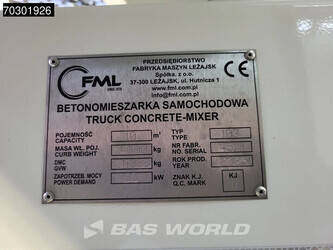 70301926
FML
PRZEDSIĘBIORSTWO
FABRYKA MASZYN LEŻAJSK
Spółka z o.o.
37-300 LEŻAJSK, ul. Hutnicza 1
www.fml.com.pl
info@fml.com.pl
BETONOMIESZARKA SAMOCHODOWA
TRUCK CONCRETE-MIXER
POJEMNOŚĆ
CAPACITY m³ TYP
TYPE
MASA WŁ. POJ.
CURB WEIGHT kg NR FABR.
NO. SERIAL
DMC
GVW kg ROK PROD.
YEAR
ZAPOTRZEB. MOCY
POWER DEMAND kW ZNAK K.J.
Q.C. MARK KJ
BAS WORLD